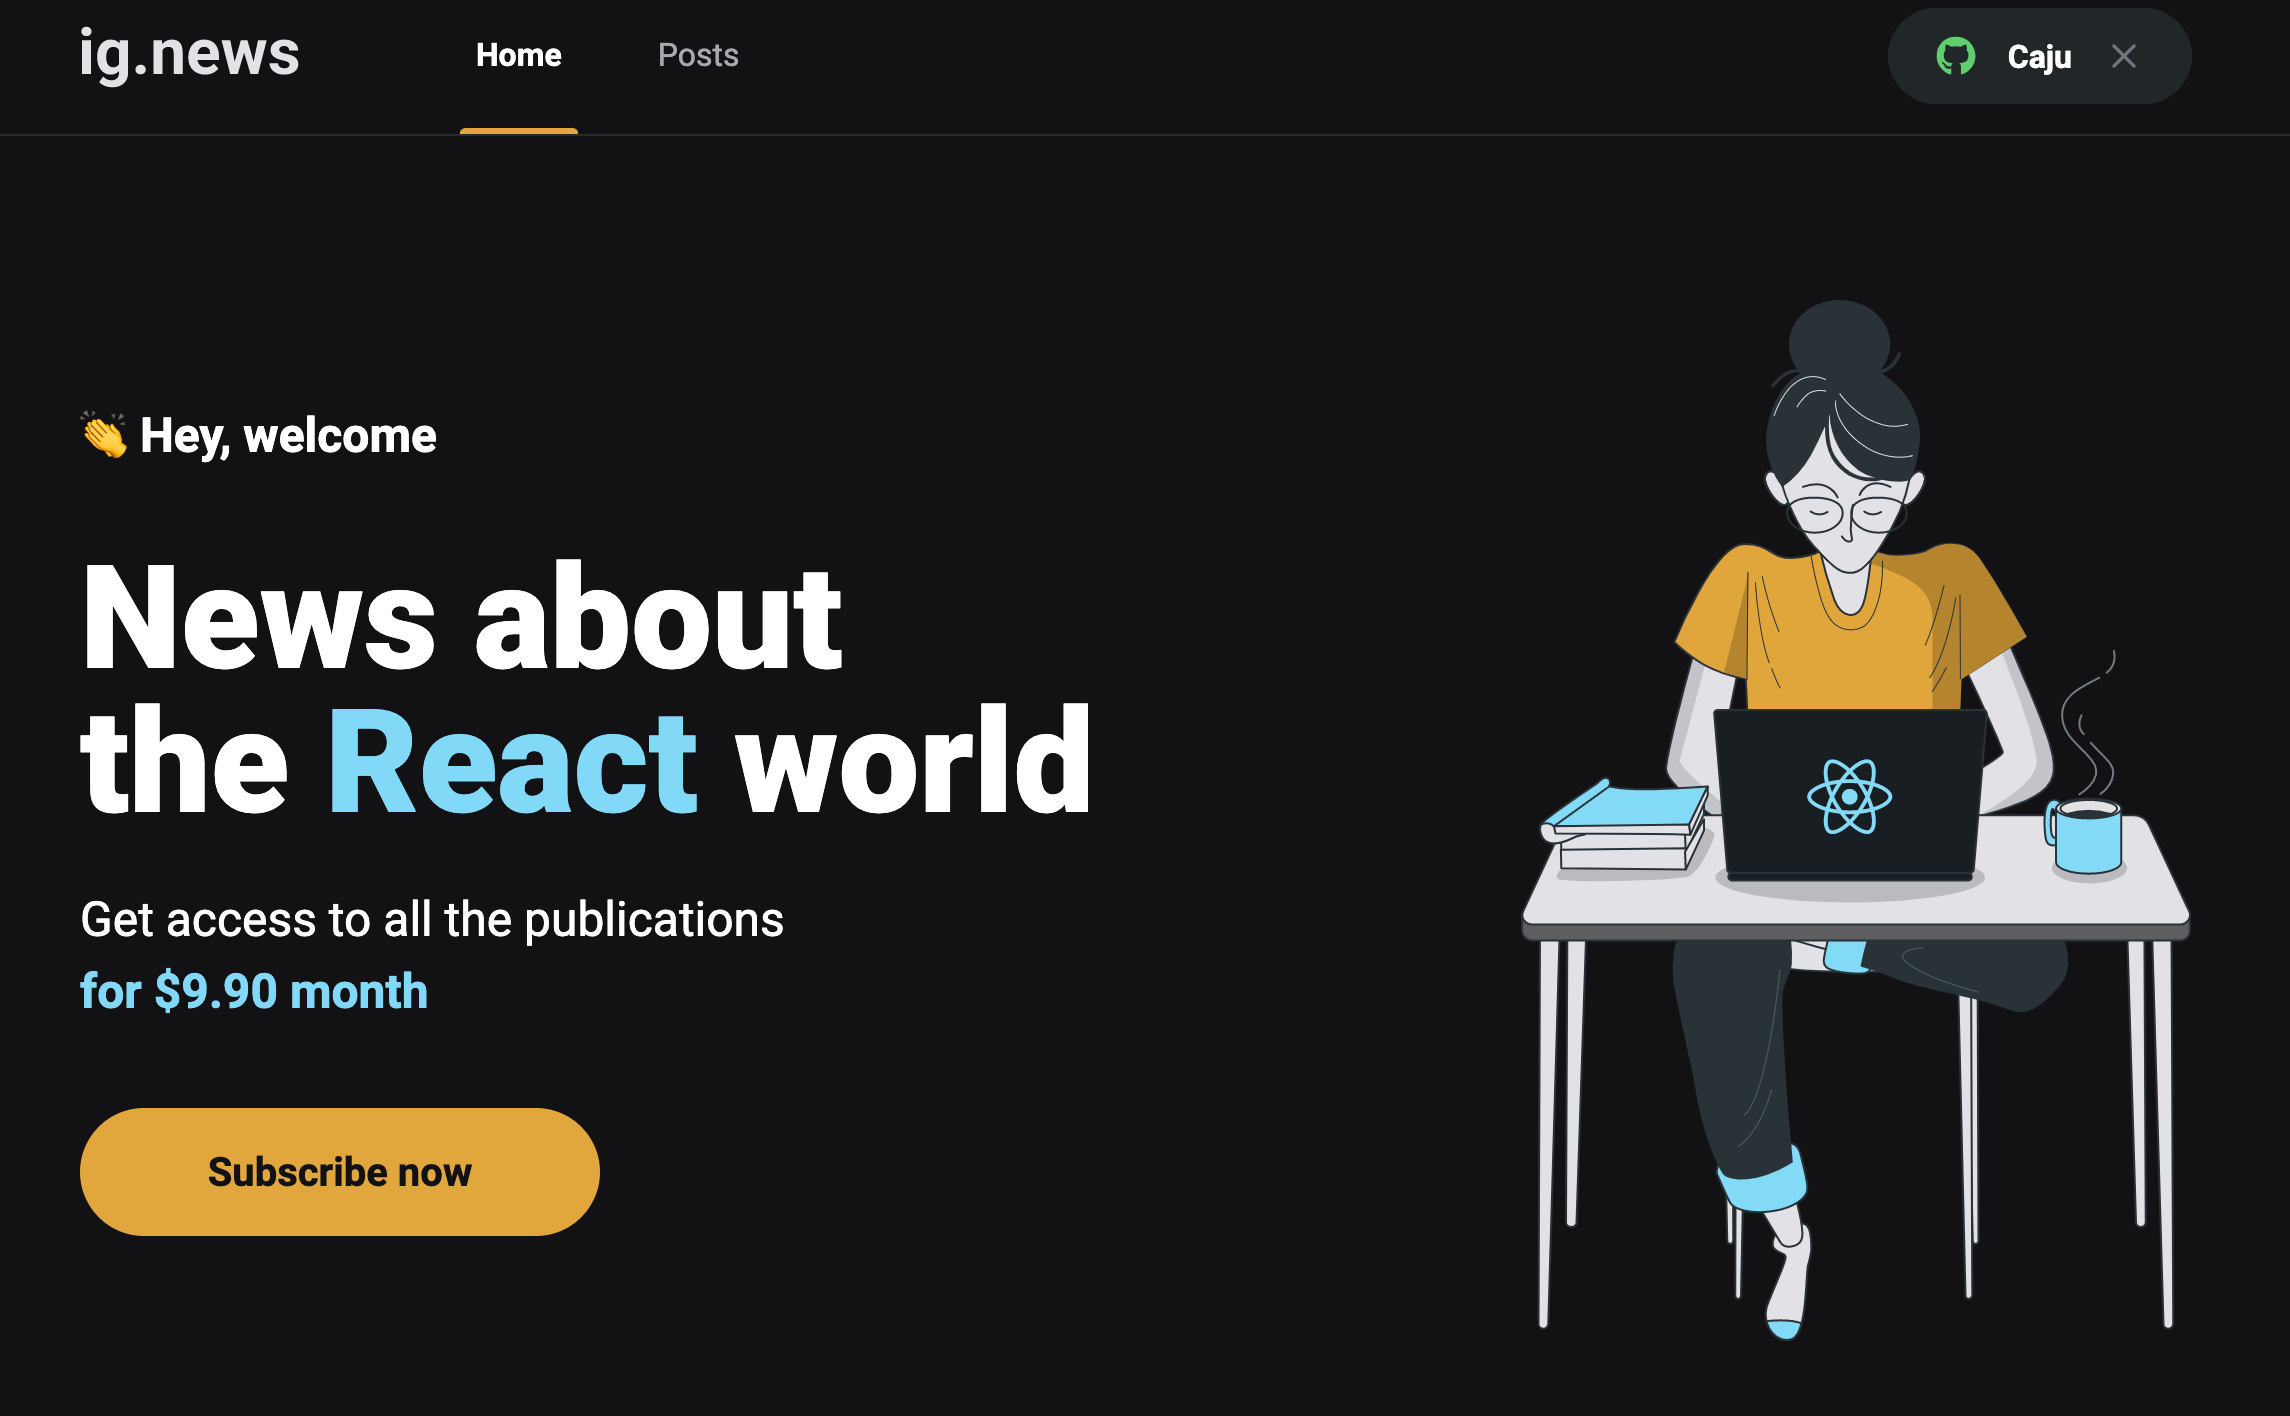 ig.news
Home
Posts
Caju
👏 Hey, welcome
News about
the React world
Get access to all the publications
for $9.90 month
Subscribe now